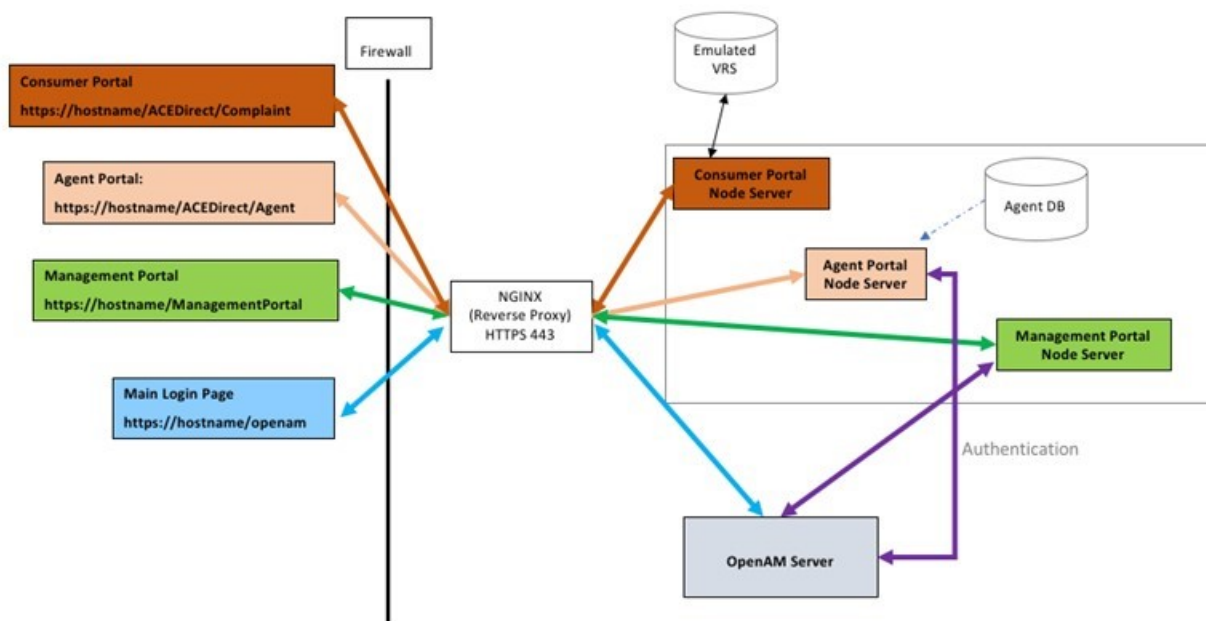 Firewall
Emulated
VRS
Consumer Portal
https://hostname/ACEDirect/Complaint
Agent Portal:
https://hostname/ACEDirect/Agent
Management Portal
https://hostname/ManagementPortal
Main Login Page
https://hostname/openam
NGINX
(Reverse Proxy)
HTTPS 443
Consumer Portal
Node Server
Agent DB
Agent Portal
Node Server
Management Portal
Node Server
Authentication
OpenAM Server